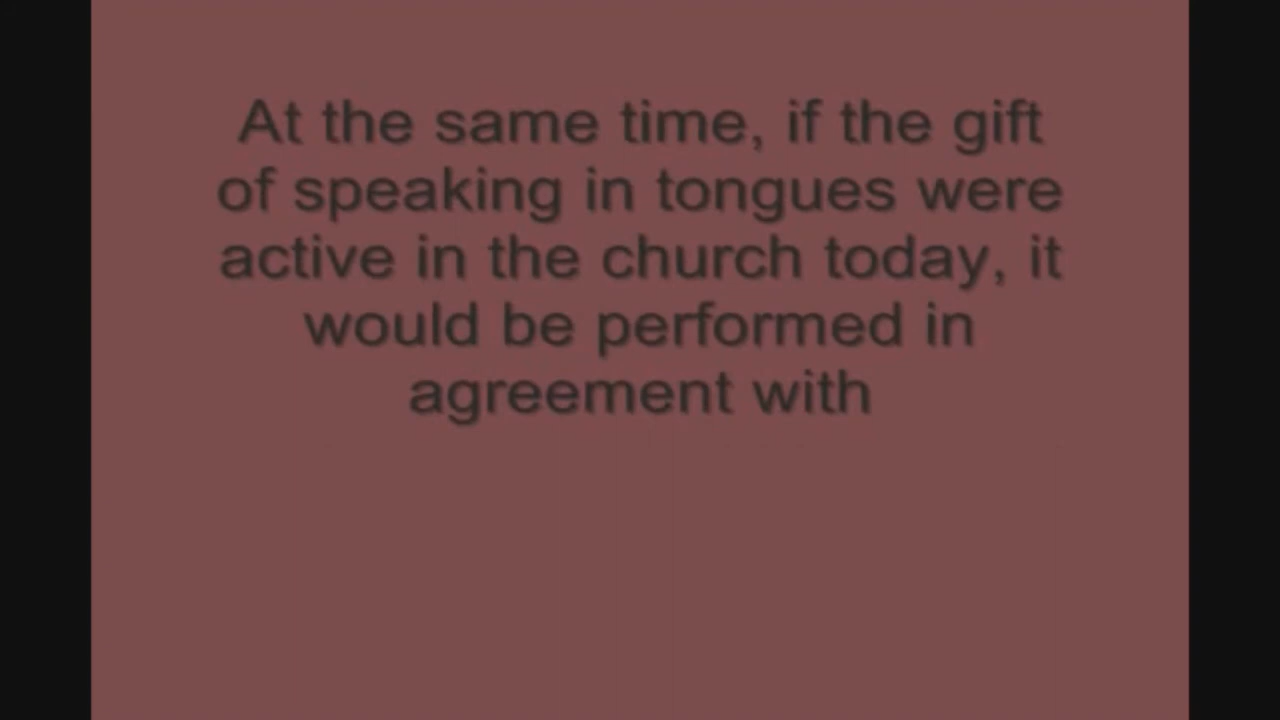 At the same time, if the gift
of speaking in tongues were
active in the church today, it
would be performed in
agreement with